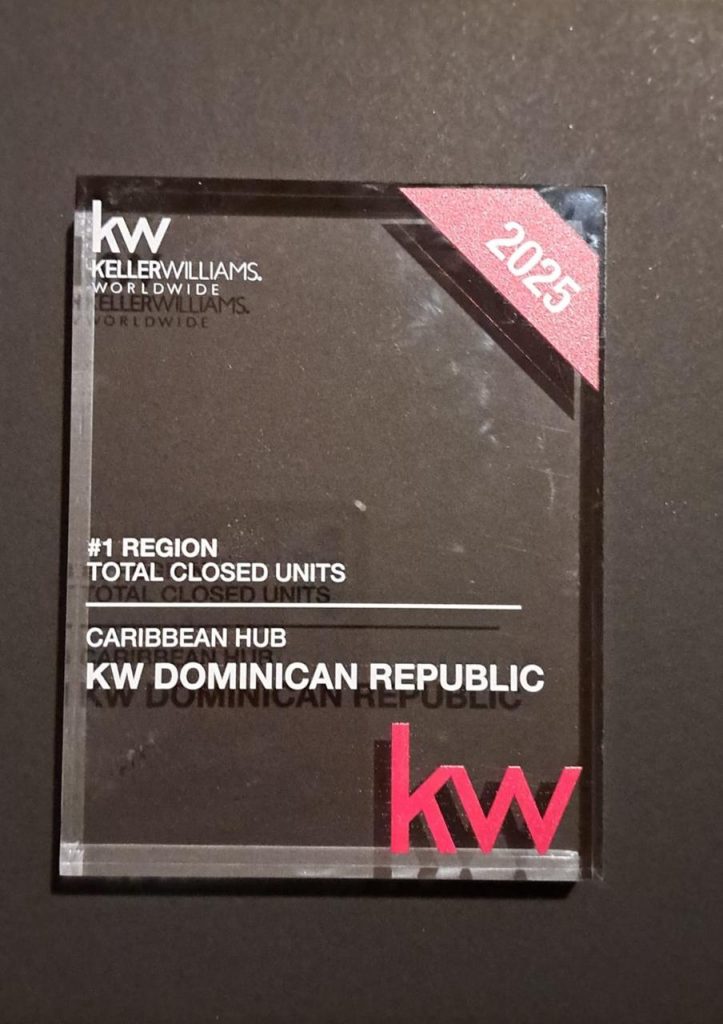 kw
KELLERWILLIAMS.
WORLDWIDE
2025
#1 REGION
TOTAL CLOSED UNITS
CARIBBEAN HUB
KW DOMINICAN REPUBLIC
kw